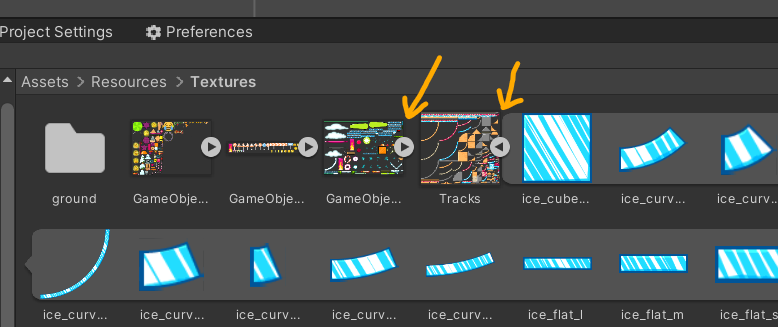 Project Settings Preferences
Assets > Resources > Textures
ground GameObje... GameObje... GameObje... Tracks ice_cube... ice_curv... ice_curv...
ice_curv... ice_curv... ice_curv... ice_curv... ice_curv... ice_flat_l ice_flat_m ice_flat_s